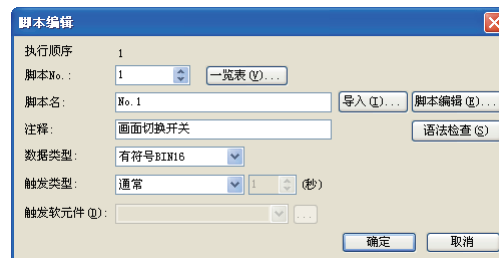 脚本编辑
执行顺序 1
脚本No.: 1 一览表(V)...
脚本名: No.1 导入(I)... 脚本编辑(E)...
注释: 画面切换开关 语法检查(S)
数据类型: 有符号BIN16
触发类型: 通常 1 (秒)
触发软元件(D): ...
确定 取消